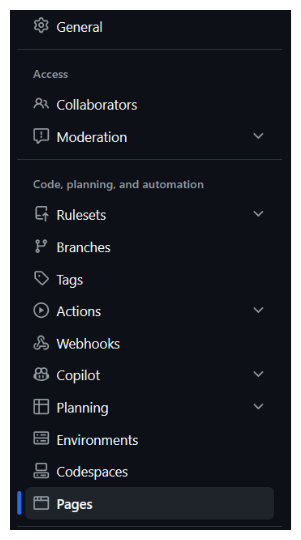 General
Access
Collaborators
Moderation
Code, planning, and automation
Rulesets
Branches
Tags
Actions
Webhooks
Copilot
Planning
Environments
Codespaces
Pages